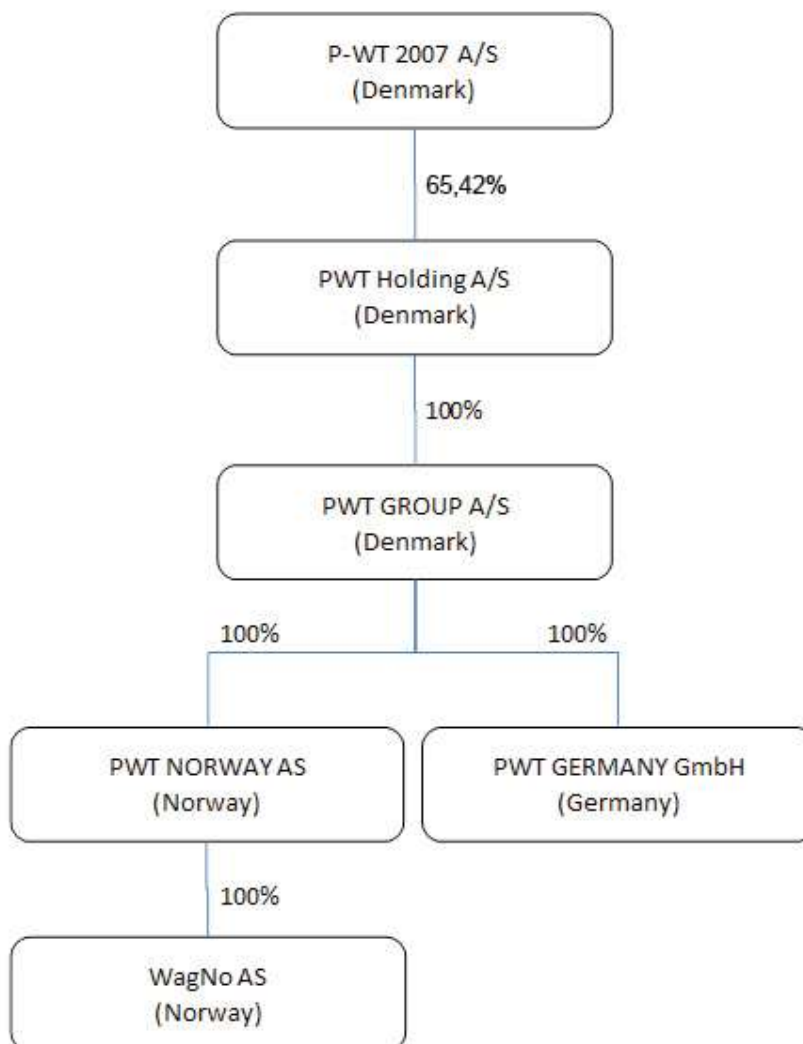 P-WT 2007 A/S
(Denmark)
65,42%
PWT Holding A/S
(Denmark)
100%
PWT GROUP A/S
(Denmark)
100%
100%
PWT NORWAY AS
(Norway)
PWT GERMANY GmbH
(Germany)
100%
WagNo AS
(Norway)